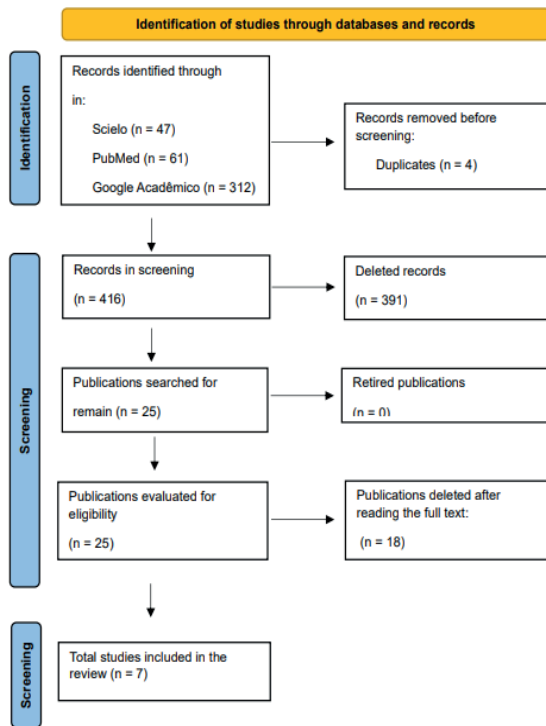 Identification of studies through databases and records
Identification
Records identified through
in:
Scielo (n = 47)
PubMed (n = 61)
Google Acadêmico (n = 312)
Records removed before
screening:
Duplicates (n = 4)
Screening
Records in screening
(n = 416)
Deleted records
(n = 391)
Publications searched for
remain (n = 25)
Retired publications
(n = 0)
Publications evaluated for
eligibility
(n = 25)
Publications deleted after
reading the full text:
(n = 18)
Screening
Total studies included in the
review (n = 7)